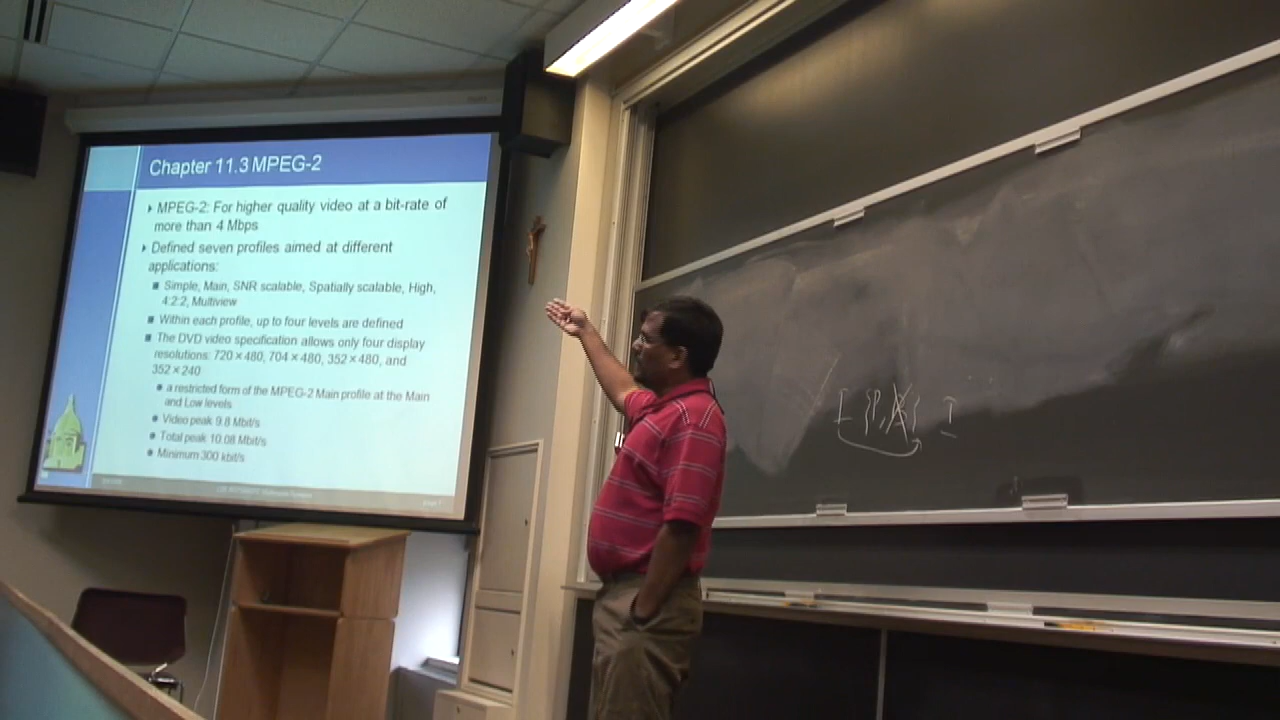 Chapter 11.3 MPEG-2
MPEG-2: For higher quality video at a bit-rate of
more than 4 Mbps
Defined seven profiles aimed at different
applications:
Simple, Main, SNR scalable, Spatially scalable, High,
4:2:2, Multiview
Within each profile, up to four levels are defined
The DVD video specification allows only four display
resolutions: 720×480, 704×480, 352×480, and
352×240
a restricted form of the MPEG-2 Main profile at the Main
and Low levels
Video peak 9.8 Mbit/s
Total peak 10.08 Mbit/s
Minimum 300 kbit/s
I {P, } I